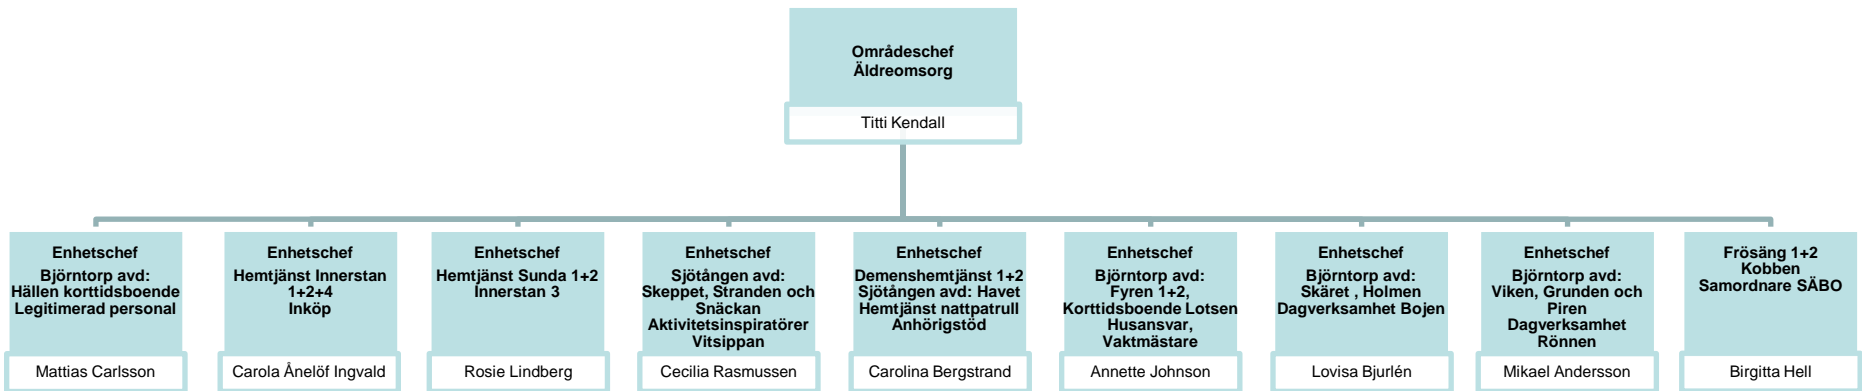 Områdeschef
Äldreomsorg
Titti Kendall
Enhetschef
Björntorp avd:
Hällen korttidsboende
Legitimerad personal
Mattias Carlsson
Enhetschef
Hemtjänst Innerstan
1+2+4
Inköp
Carola Ånelöf Ingvald
Enhetschef
Hemtjänst Sunda 1+2
Innerstan 3
Rosie Lindberg
Enhetschef
Sjötången avd:
Skeppet, Stranden och
Snäckan
Aktivitetsinspiratörer
Vitsippan
Cecilia Rasmussen
Enhetschef
Demenshemtjänst 1+2
Sjötången avd: Havet
Hemtjänst nattpatrull
Anhörigstöd
Carolina Bergstrand
Enhetschef
Björntorp avd:
Fyren 1+2,
Korttidsboende Lotsen
Husansvar,
Vaktmästare
Annette Johnson
Enhetschef
Björntorp avd:
Skäret , Holmen
Dagverksamhet Bojen
Lovisa Bjurlén
Enhetschef
Björntorp avd:
Viken, Grunden och
Piren
Dagverksamhet
Rönnen
Mikael Andersson
Frösäng 1+2
Kobben
Samordnare SÄBO
Birgitta Hell